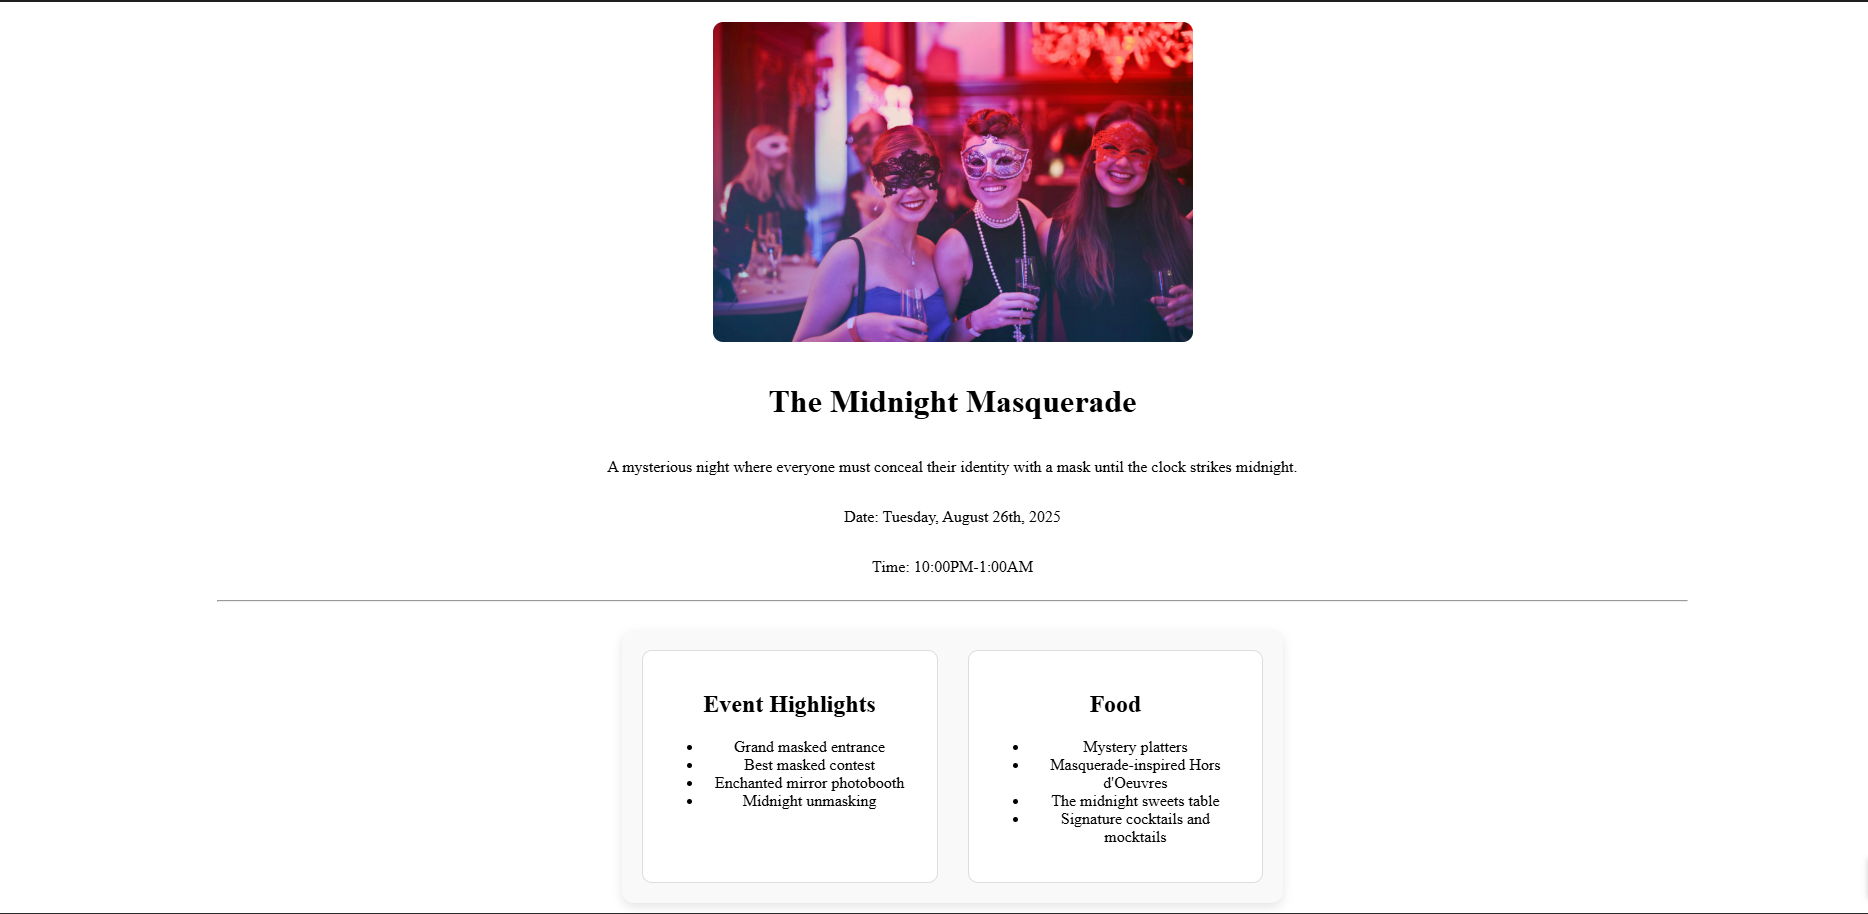 The Midnight Masquerade
A mysterious night where everyone must conceal their identity with a mask until the clock strikes midnight.
Date: Tuesday, August 26th, 2025
Time: 10:00PM-1:00AM
Event Highlights
Grand masked entrance
Best masked contest
Enchanted mirror photobooth
Midnight unmasking
Food
Mystery platters
Masquerade-inspired Hors
d'Oeuvres
The midnight sweets table
Signature cocktails and
mocktails